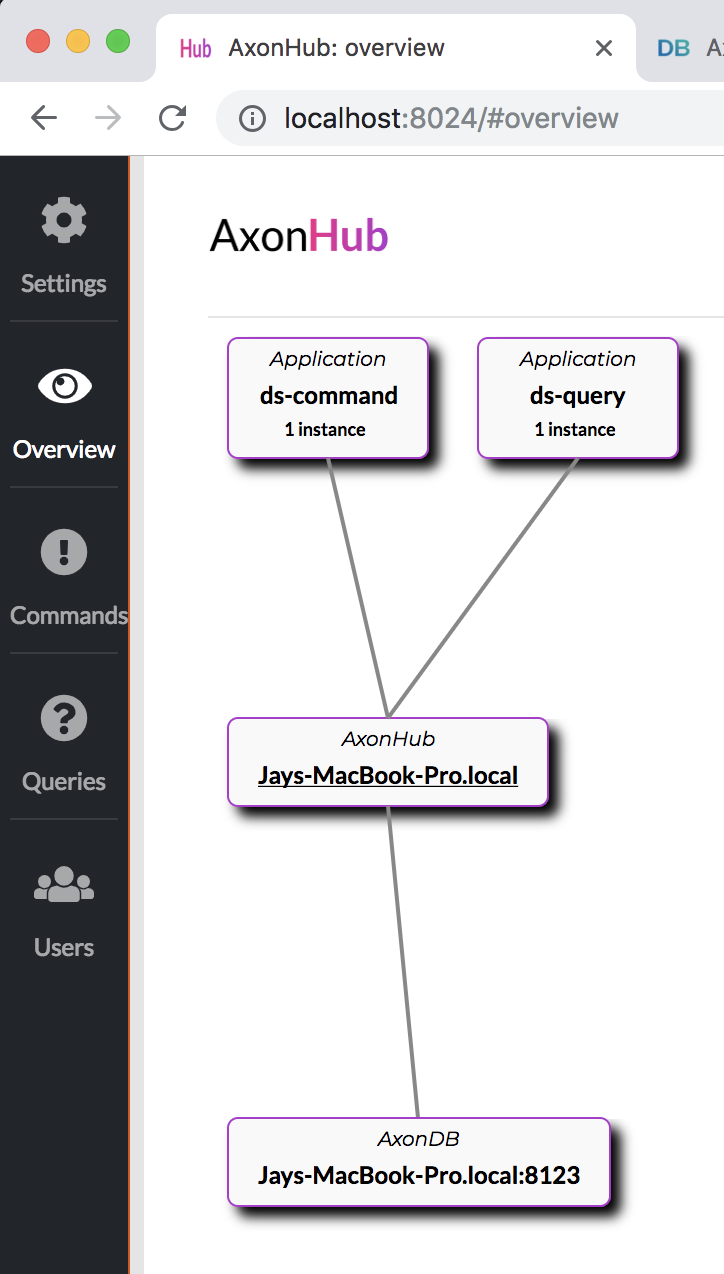 Hub AxonHub: overview
DB
localhost:8024/#overview
AxonHub
Settings
Overview
Commands
Queries
Users
Application
ds-command
1 instance
Application
ds-query
1 instance
AxonHub
Jays-MacBook-Pro.local
AxonDB
Jays-MacBook-Pro.local:8123